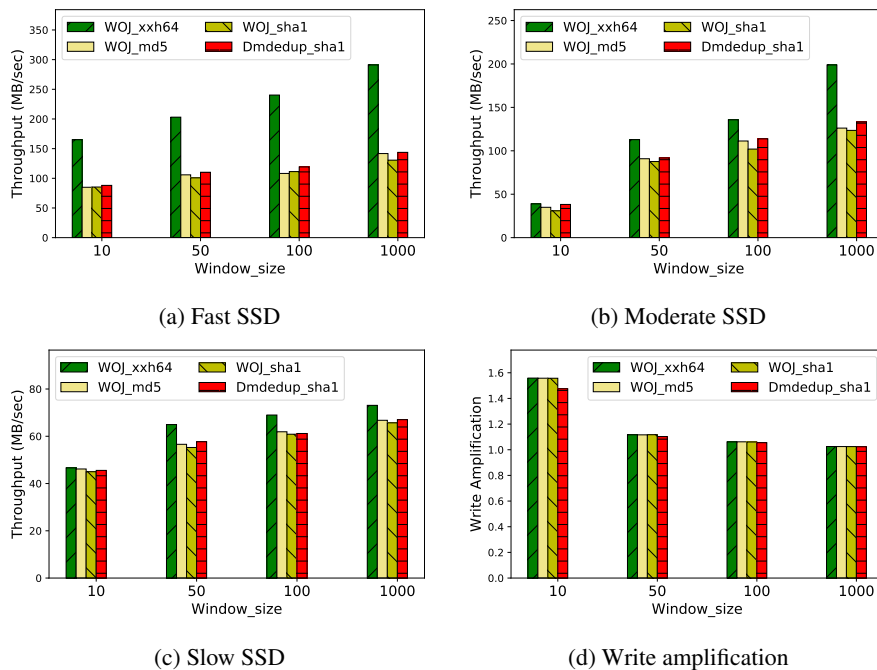 WOJ_xxh64 WOJ_sha1
WOJ_md5 Dmdedup_sha1
350
300
250
200
150
100
50
0
Throughput (MB/sec)
10 50 100 1000
Window_size
(a) Fast SSD
WOJ_xxh64 WOJ_sha1
WOJ_md5 Dmdedup_sha1
250
200
150
100
50
0
Throughput (MB/sec)
10 50 100 1000
Window_size
(b) Moderate SSD
WOJ_xxh64 WOJ_sha1
WOJ_md5 Dmdedup_sha1
80
60
40
20
0
Throughput (MB/sec)
10 50 100 1000
Window_size
(c) Slow SSD
WOJ_xxh64 WOJ_sha1
WOJ_md5 Dmdedup_sha1
1.6
1.4
1.2
1.0
0.8
0.6
0.4
0.2
0.0
Write Amplification
10 50 100 1000
Window_size
(d) Write amplification